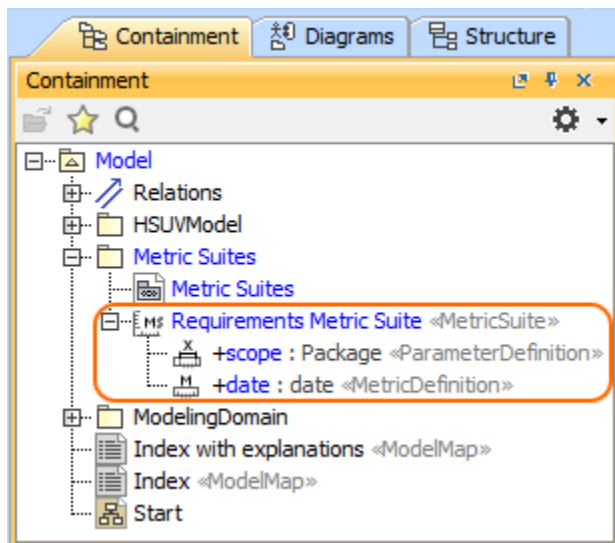 Containment Diagrams Structure
Containment
Model
Relations
HSUVModel
Metric Suites
Metric Suites
MS Requirements Metric Suite «MetricSuite»
X +scope : Package «ParameterDefinition»
M +date : date «MetricDefinition»
ModelingDomain
Index with explanations «ModelMap»
Index «ModelMap»
Start